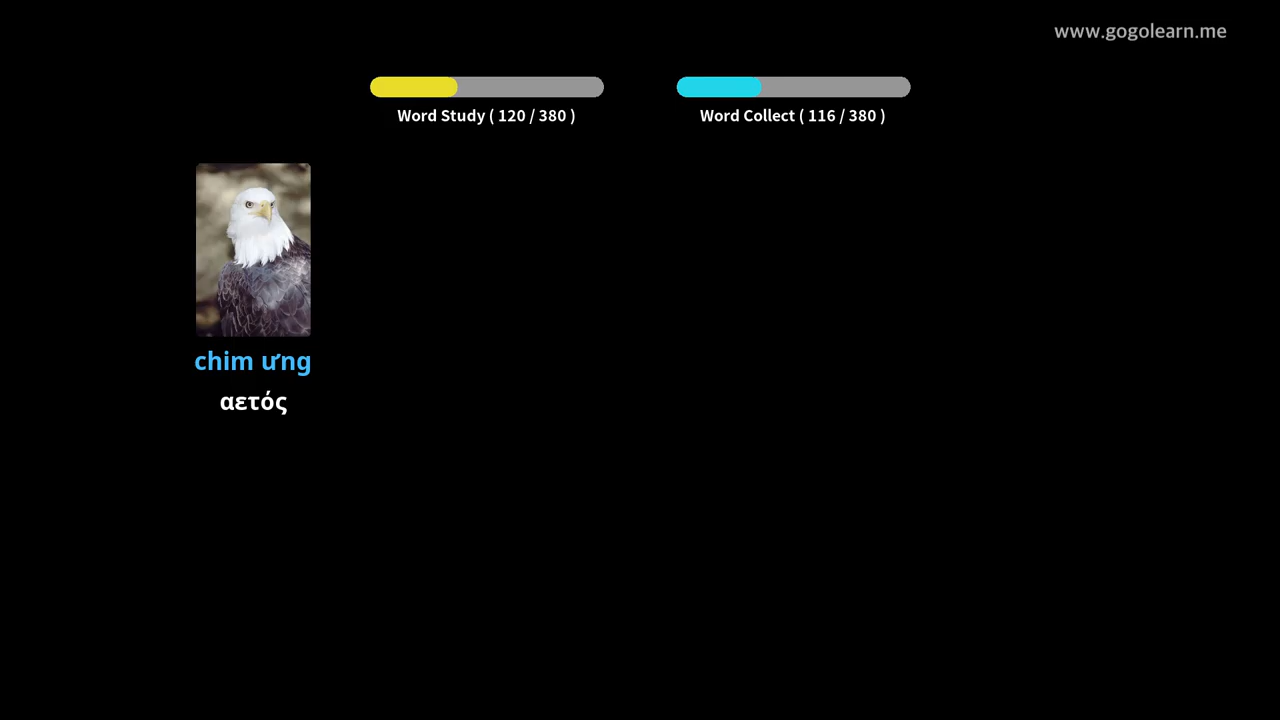 www.gogolearn.me
Word Study ( 120 / 380 )
Word Collect ( 116 / 380 )
chim ưng
αετός